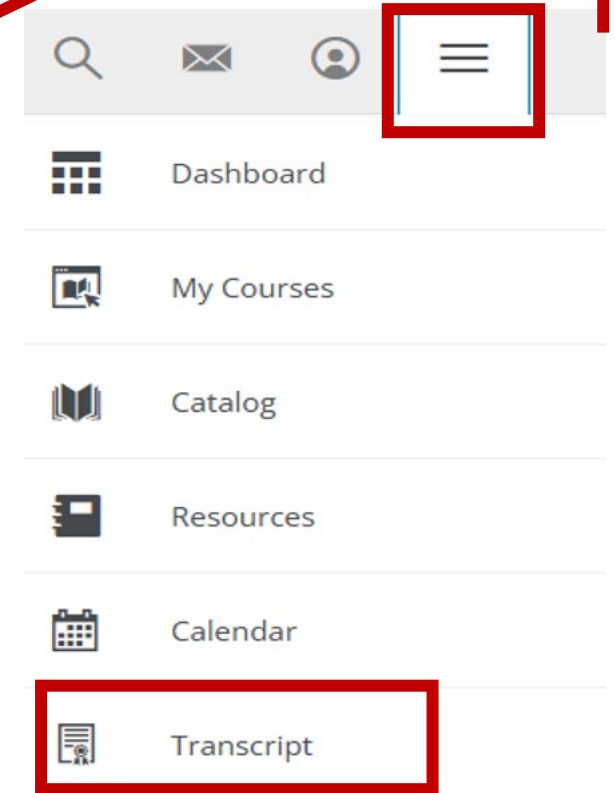 Dashboard
My Courses
Catalog
Resources
Calendar
Transcript